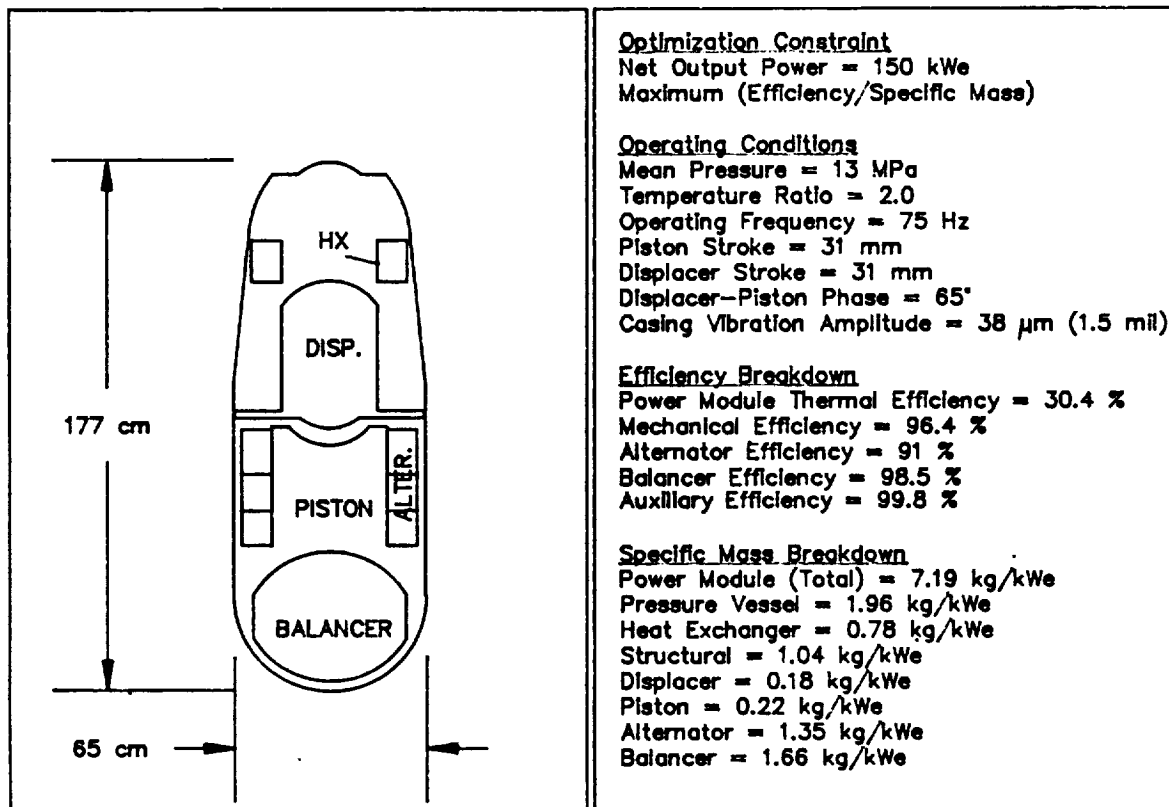 HX
DISP.
177 cm
ALTER.
PISTON
BALANCER
65 cm
Optimization Constraint
Net Output Power = 150 kWe
Maximum (Efficiency/Specific Mass)
Operating Conditions
Mean Pressure = 13 MPa
Temperature Ratio = 2.0
Operating Frequency = 75 Hz
Piston Stroke = 31 mm
Displacer Stroke = 31 mm
Displacer-Piston Phase = 65°
Casing Vibration Amplitude = 38 μm (1.5 mil)
Efficiency Breakdown
Power Module Thermal Efficiency = 30.4 %
Mechanical Efficiency = 96.4 %
Alternator Efficiency = 91 %
Balancer Efficiency = 98.5 %
Auxillary Efficiency = 99.8 %
Specific Mass Breakdown
Power Module (Total) = 7.19 kg/kWe
Pressure Vessel = 1.96 kg/kWe
Heat Exchanger = 0.78 kg/kWe
Structural = 1.04 kg/kWe
Displacer = 0.18 kg/kWe
Piston = 0.22 kg/kWe
Alternator = 1.35 kg/kWe
Balancer = 1.66 kg/kWe